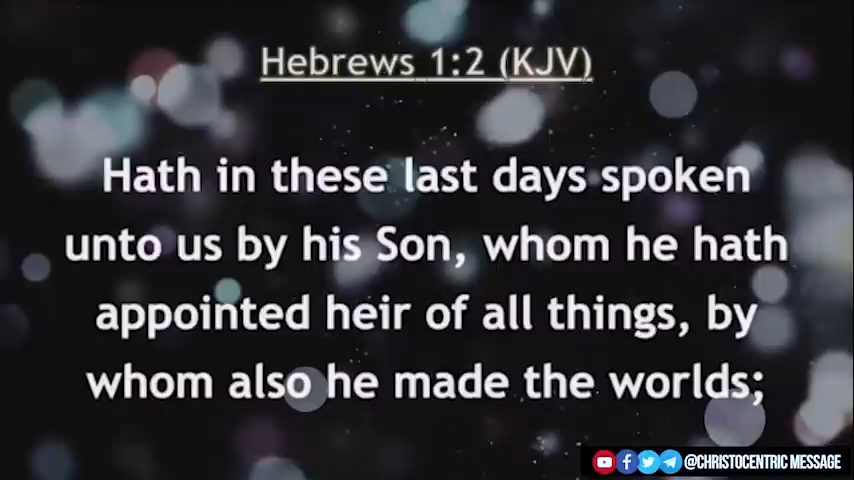 Hebrews 1:2 (KJV)
Hath in these last days spoken
unto us by his Son, whom he hath
appointed heir of all things, by
whom also he made the worlds;
@CHRISTOCENTRIC MESSAGE